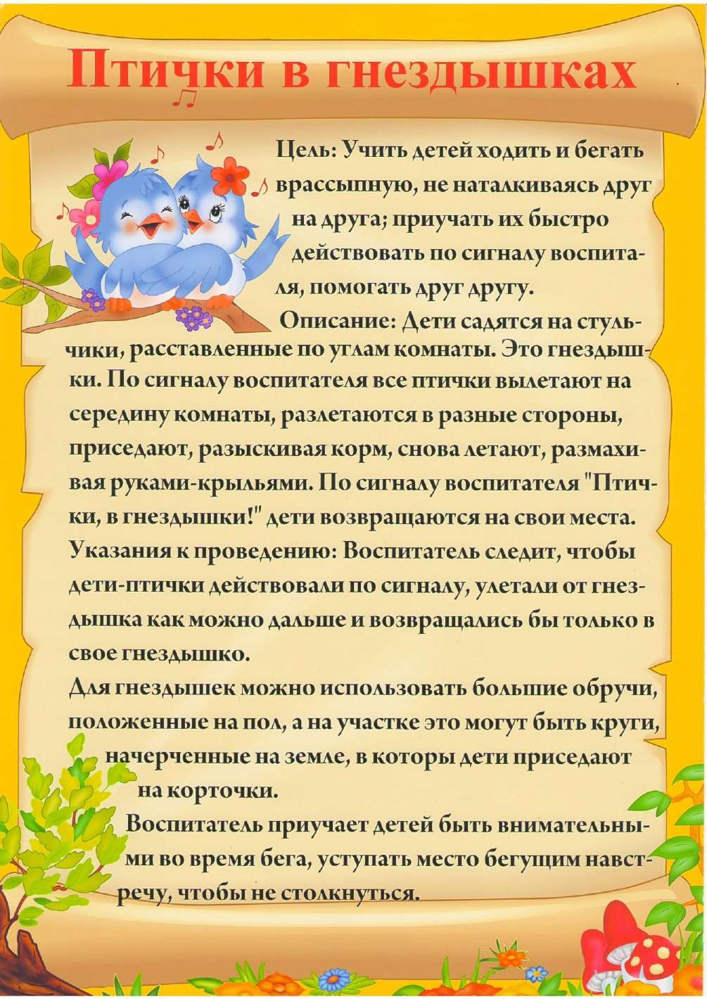 Птички в гнездышках
Цель: Учить детей ходить и бегать
врассыпную, не наталкиваясь друг
на друга; приучать их быстро
действовать по сигналу воспита-
ля, помогать друг другу.
Описание: Дети садятся на стуль-
чики, расставленные по углам комнаты. Это гнездыш-
ки. По сигналу воспитателя все птички вылетают на
середину комнаты, разлетаются в разные стороны,
приседают, разыскивая корм, снова летают, размахи-
вая руками-крыльями. По сигналу воспитателя "Птич-
ки, в гнездышки!" дети возвращаются на свои места.
Указания к проведению: Воспитатель следит, чтобы
дети-птички действовали по сигналу, улетали от гнез-
дышка как можно дальше и возвращались бы только в
свое гнездышко.
Для гнездышек можно использовать большие обручи,
положенные на пол, а на участке это могут быть круги,
начерченные на земле, в которы дети приседают
на корточки.
Воспитатель приучает детей быть внимательны-
ми во время бега, уступать место бегущим навст-
речу, чтобы не столкнуться.